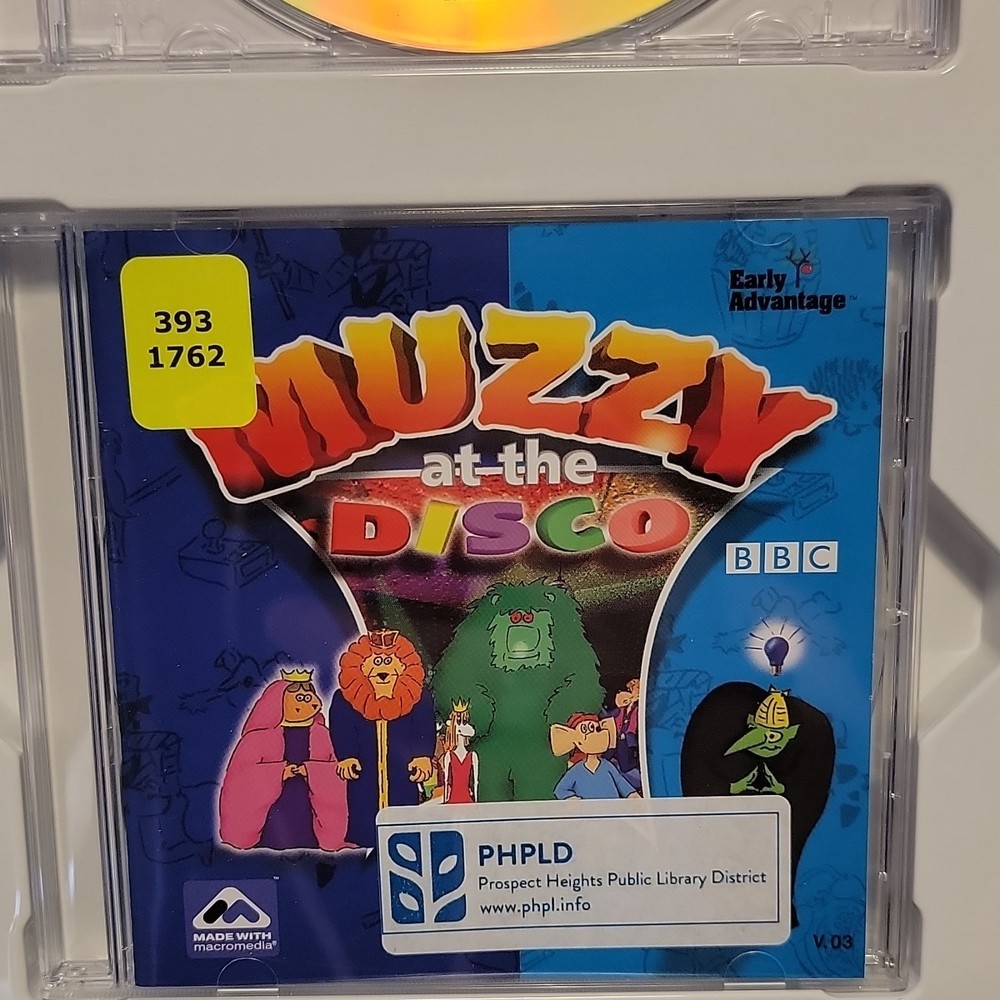 393
1762
Early
Advantage™
MUZZY
at the
DISCO
BBC
PHPLD
Prospect Heights Public Library District
www.phpl.info
MADE WITH
macromedia®
V.03